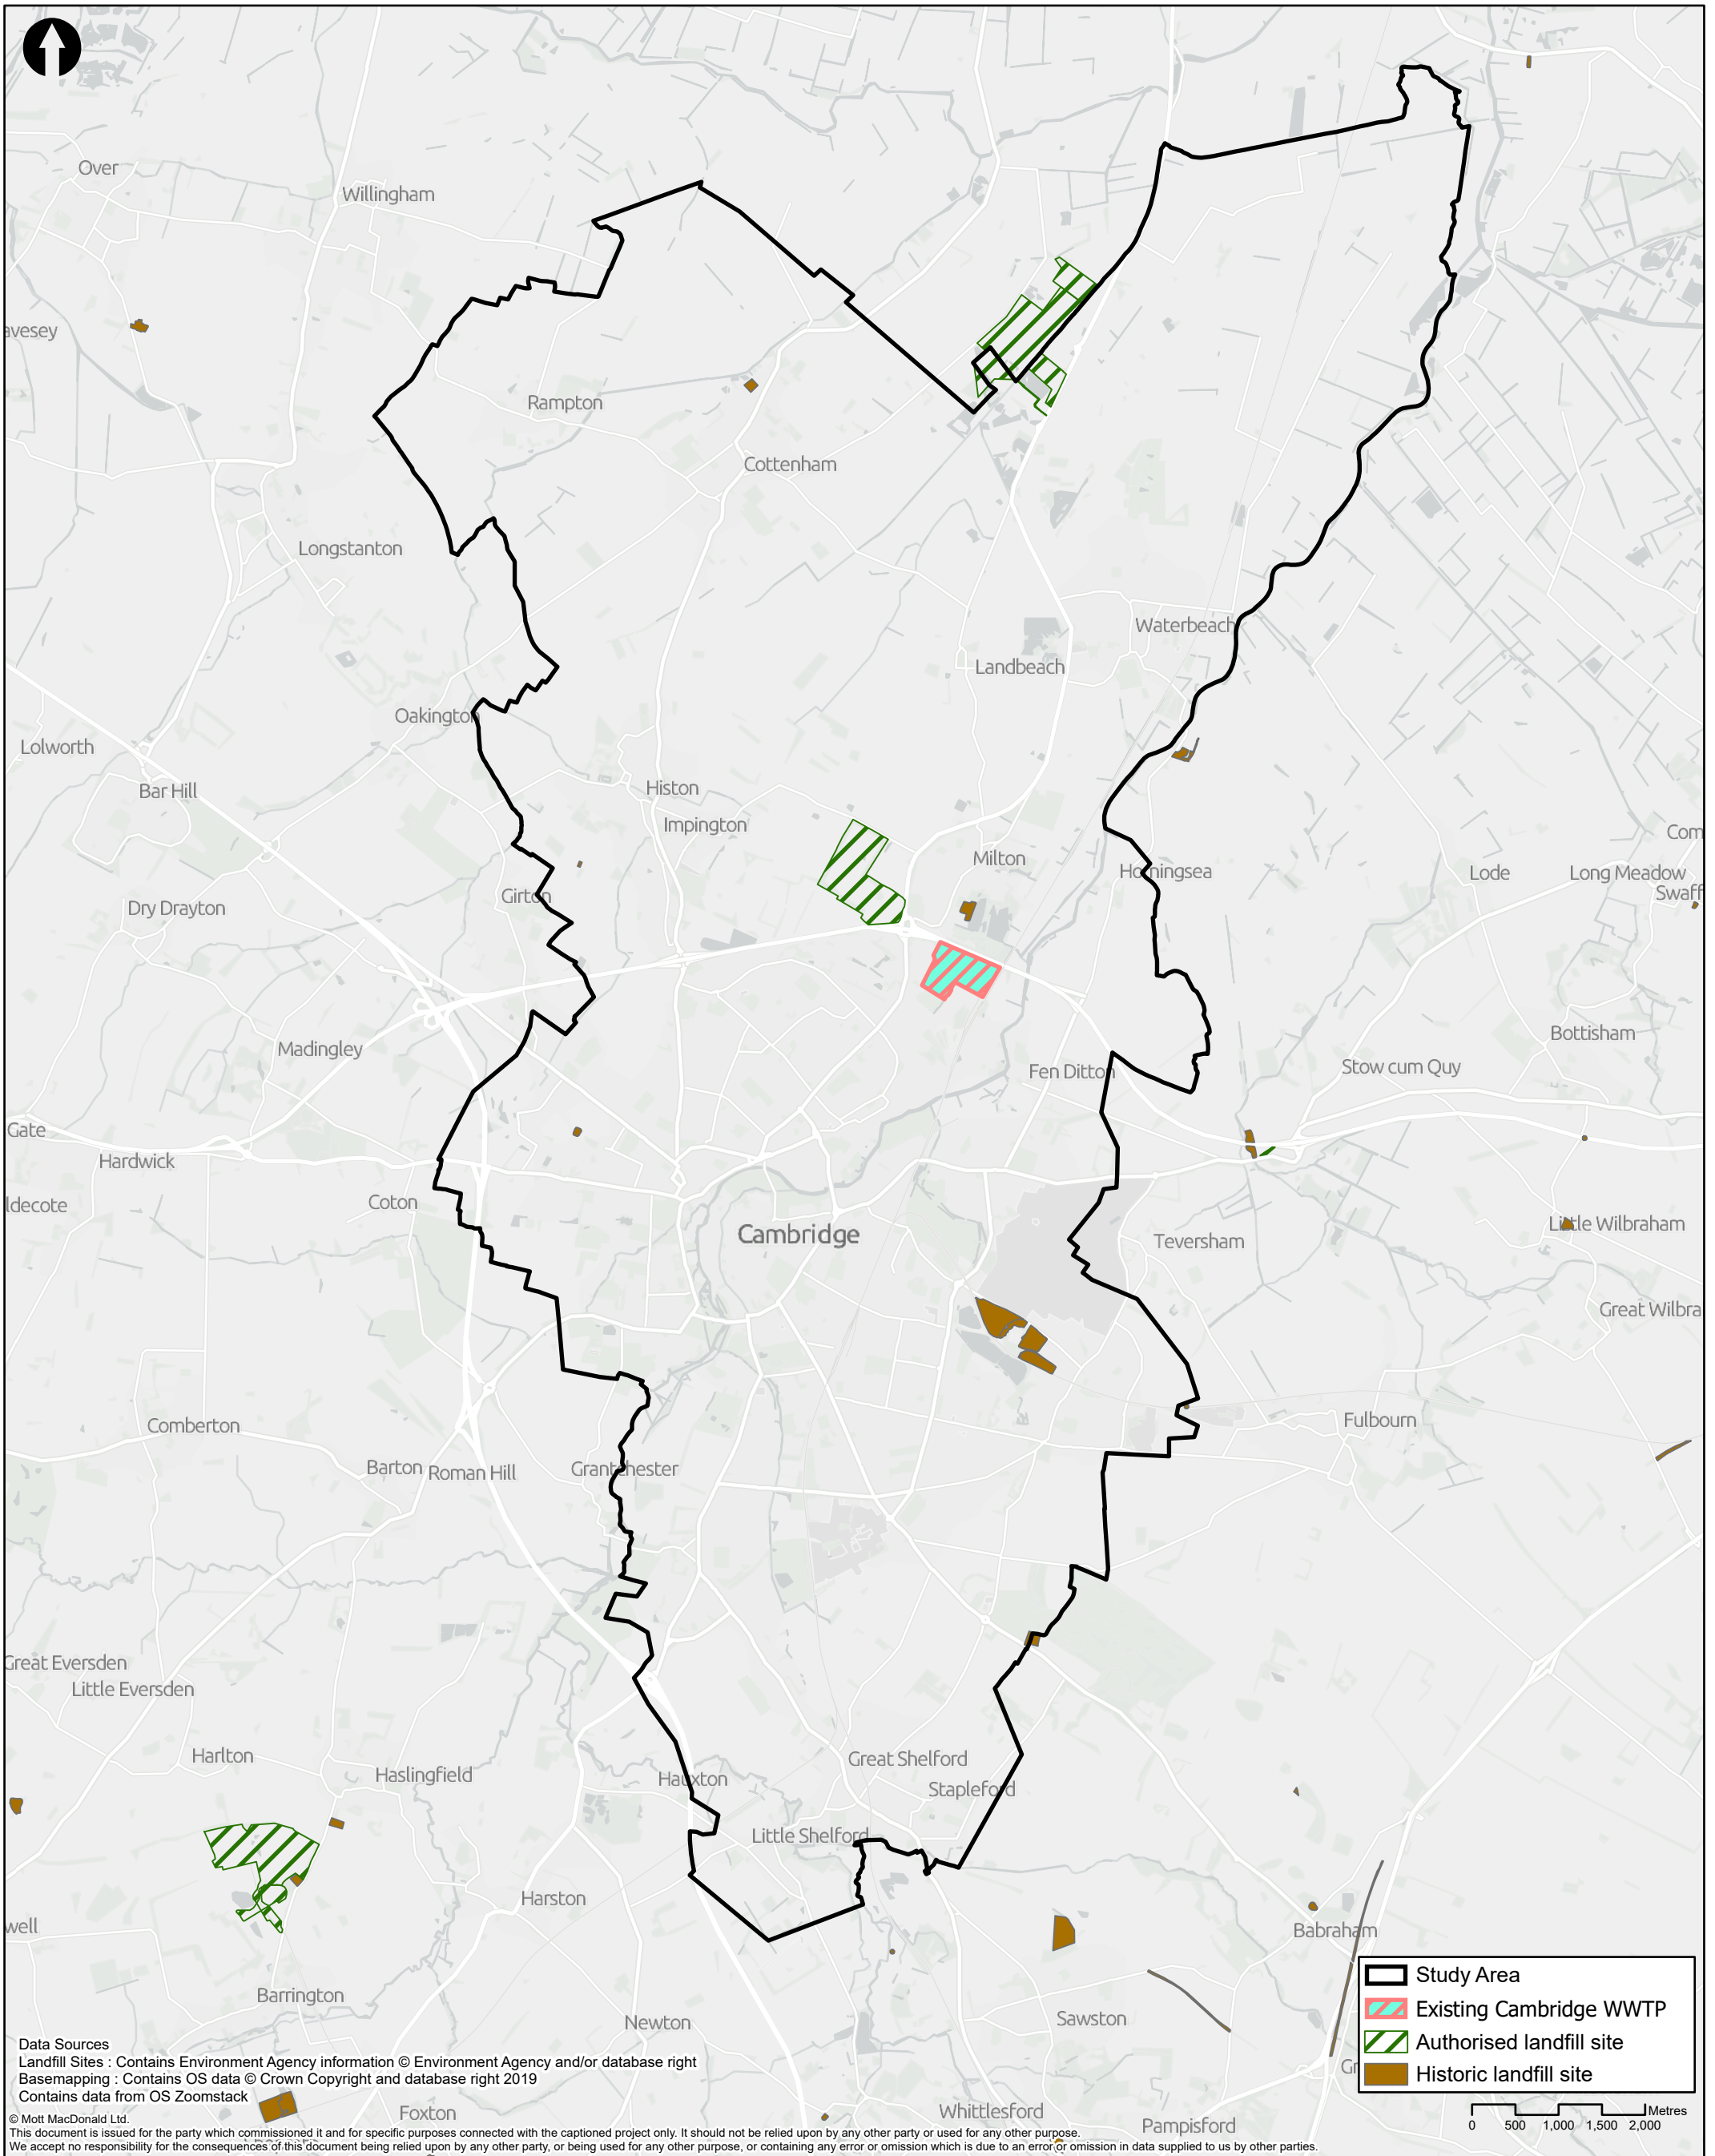 Over
Willingham
avesey
Rampton
Cottenham
Longstanton
Waterbeach
Landbeach
Oakington
Lolworth
Bar Hill
Histon
Impington
Milton
Horningsea
Com
Lode
Long Meadow
Swaff
Girton
Dry Drayton
Madingley
Bottisham
Fen Ditton
Stow cum Quy
Gate
Hardwick
Coton
ldecote
Cambridge
Teversham
Little Wilbraham
Great Wilbra
Comberton
Fulbourn
Barton
Roman Hill
Grantchester
Great Eversden
Little Eversden
Harlton
Haslingfield
Hauxton
Great Shelford
Stapleford
Little Shelford
Harston
well
Babraham
Barrington
Newton
Sawston
Foxton
Whittlesford
Pampisford
Gr
Study Area
Existing Cambridge WWTP
Authorised landfill site
Historic landfill site
0 500 1,000 1,500 2,000 Metres
Data Sources
Landfill Sites : Contains Environment Agency information © Environment Agency and/or database right
Basemapping : Contains OS data © Crown Copyright and database right 2019
Contains data from OS Zoomstack
© Mott MacDonald Ltd.
This document is issued for the party which commissioned it and for specific purposes connected with the captioned project only. It should not be relied upon by any other party or used for any other purpose.
We accept no responsibility for the consequences of this document being relied upon by any other party, or being used for any other purpose, or containing any error or omission which is due to an error or omission in data supplied to us by other parties.